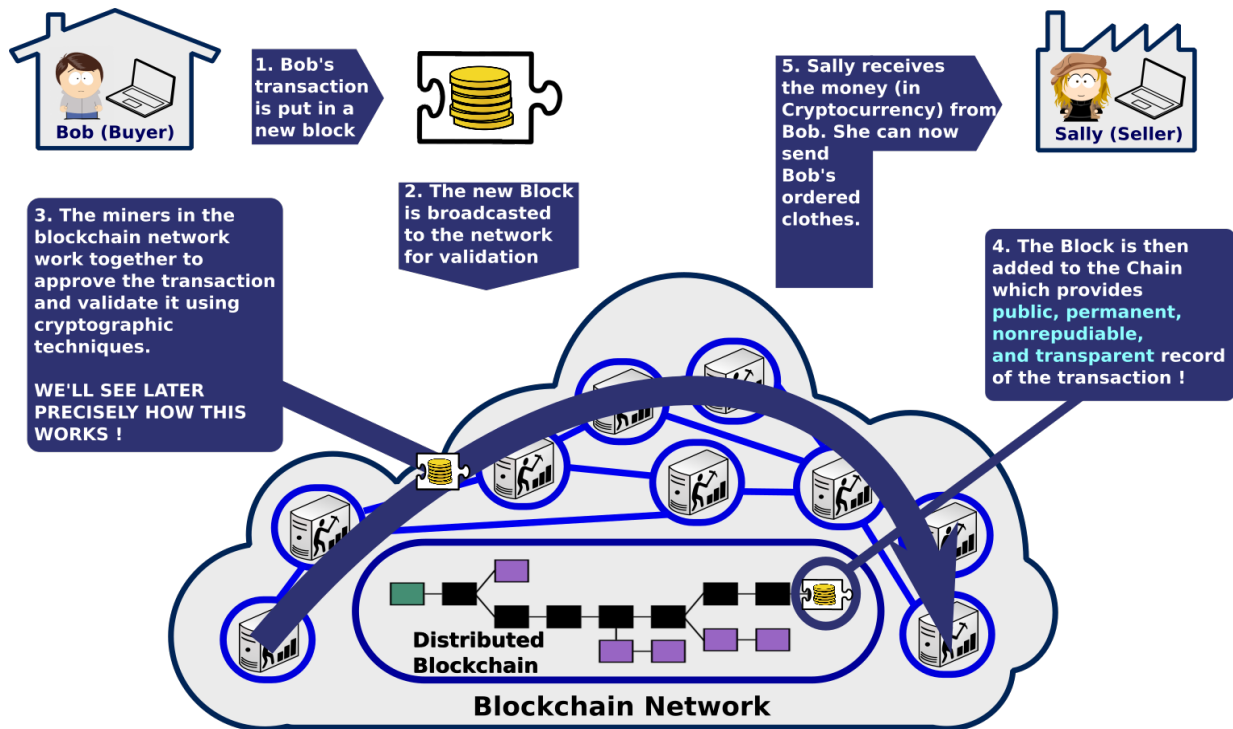 Bob (Buyer)
1. Bob's
transaction
is put in a
new block
5. Sally receives
the money (in
Cryptocurrency) from
Bob. She can now
send
Bob's
ordered
clothes.
Sally (Seller)
2. The new Block
is broadcasted
to the network
for validation
3. The miners in the
blockchain network
work together to
approve the transaction
and validate it using
cryptographic
techniques.
WE'LL SEE LATER
PRECISELY HOW THIS
WORKS !
4. The Block is then
added to the Chain
which provides
public, permanent,
nonrepudiable,
and transparent record
of the transaction !
Distributed
Blockchain
Blockchain Network